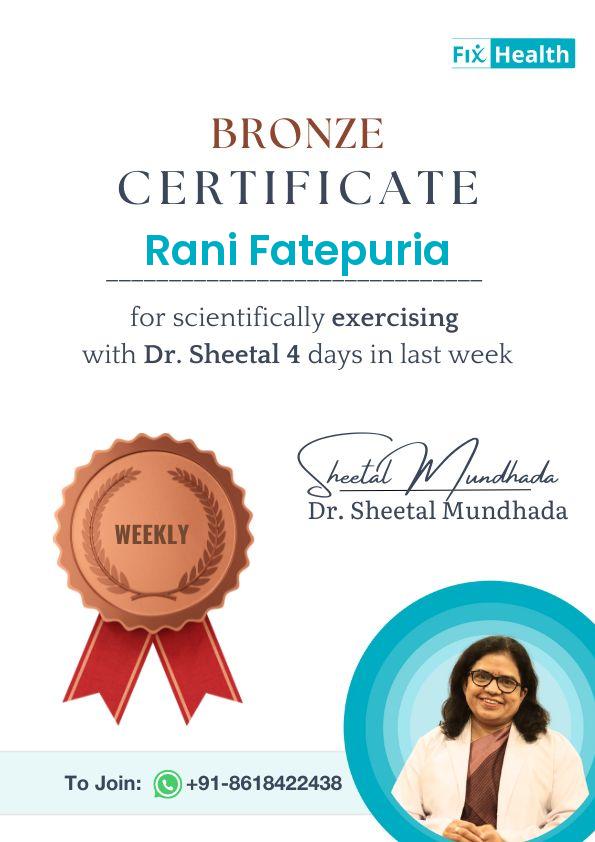 Fix Health
BRONZE
CERTIFICATE
Rani Fatepuria
for scientifically exercising
with Dr. Sheetal 4 days in last week
WEEKLY
Sheetal Mundhada
Dr. Sheetal Mundhada
To Join: +91-8618422438